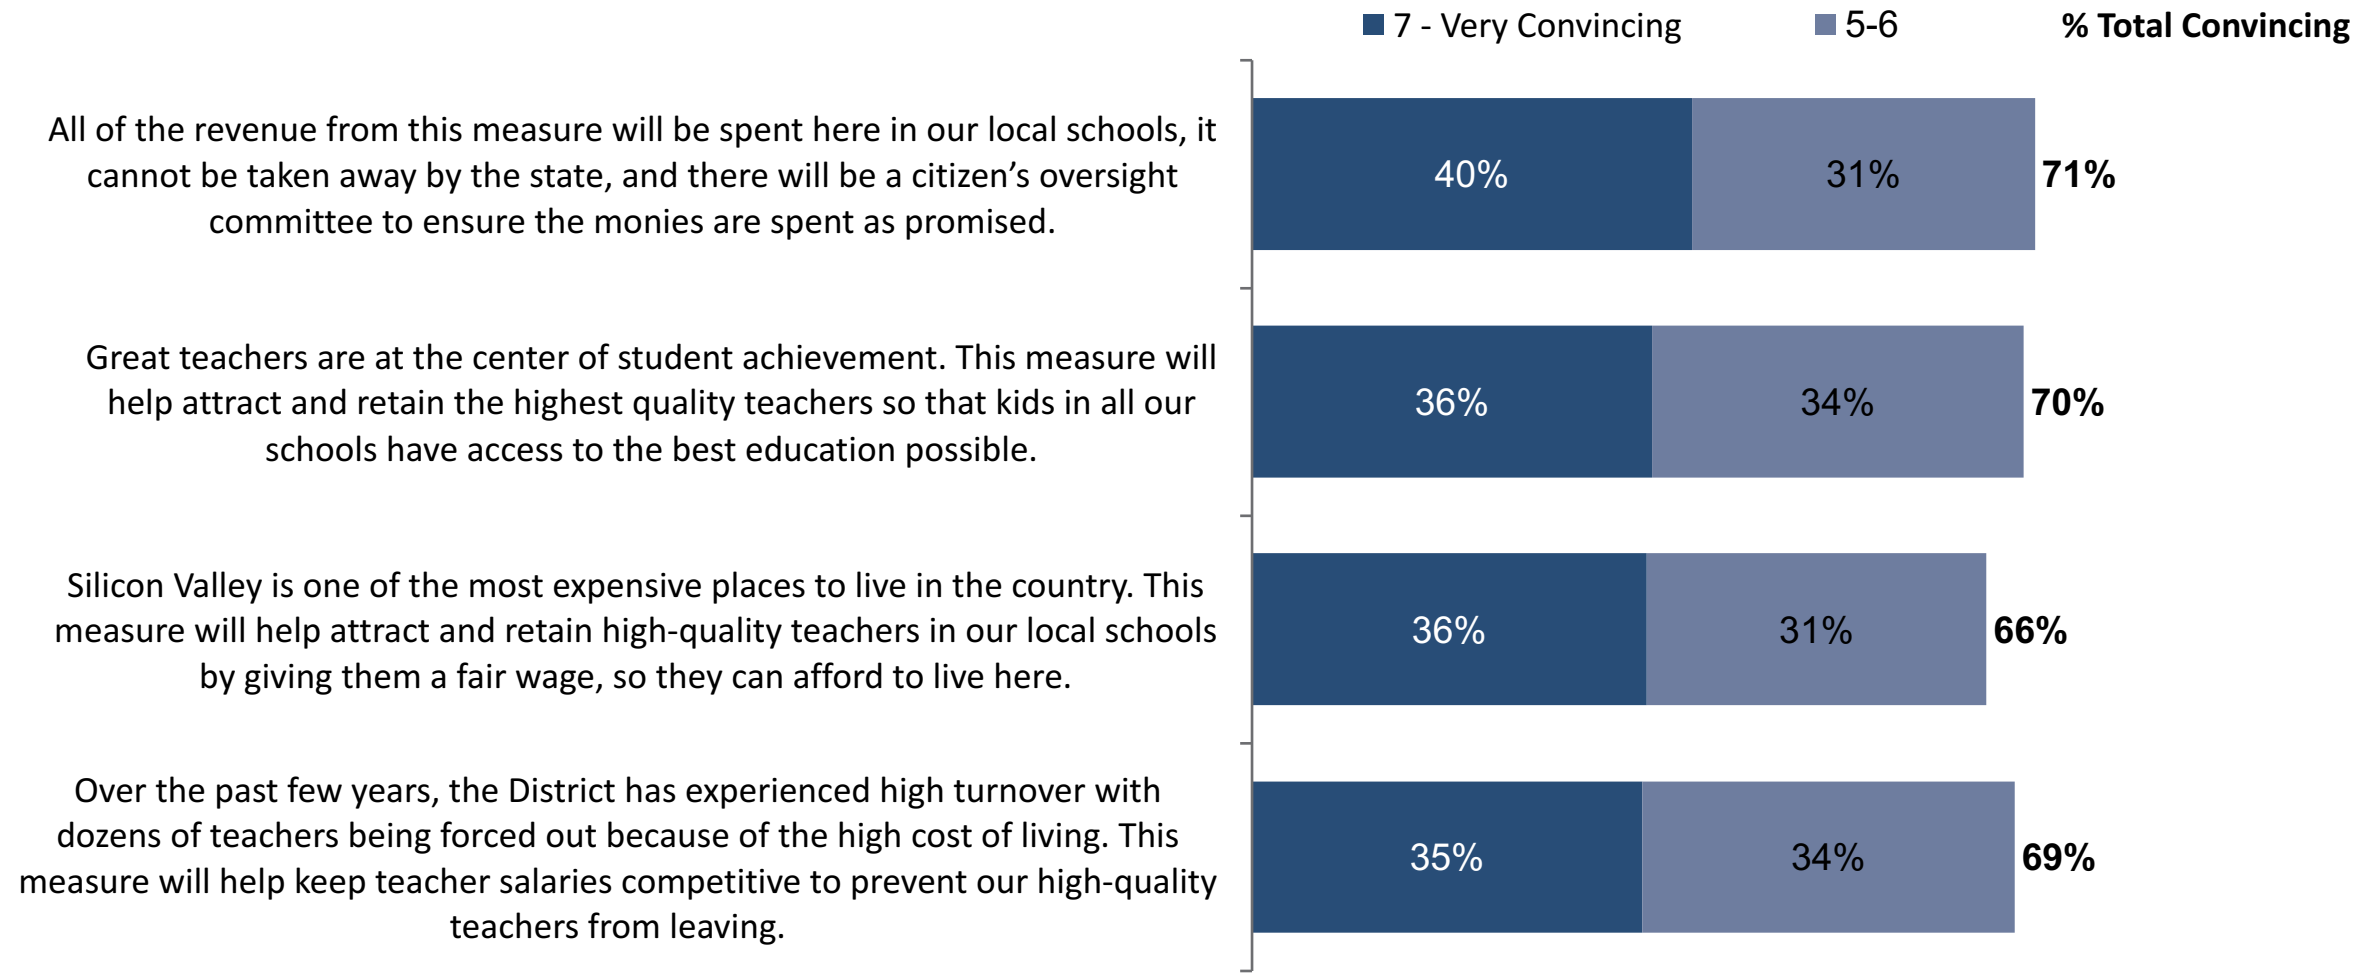 7 - Very Convincing 5-6 % Total Convincing
All of the revenue from this measure will be spent here in our local schools, it
cannot be taken away by the state, and there will be a citizen’s oversight
committee to ensure the monies are spent as promised.
40% 31% 71%
Great teachers are at the center of student achievement. This measure will
help attract and retain the highest quality teachers so that kids in all our
schools have access to the best education possible.
36% 34% 70%
Silicon Valley is one of the most expensive places to live in the country. This
measure will help attract and retain high-quality teachers in our local schools
by giving them a fair wage, so they can afford to live here.
36% 31% 66%
Over the past few years, the District has experienced high turnover with
dozens of teachers being forced out because of the high cost of living. This
measure will help keep teacher salaries competitive to prevent our high-quality
teachers from leaving.
35% 34% 69%